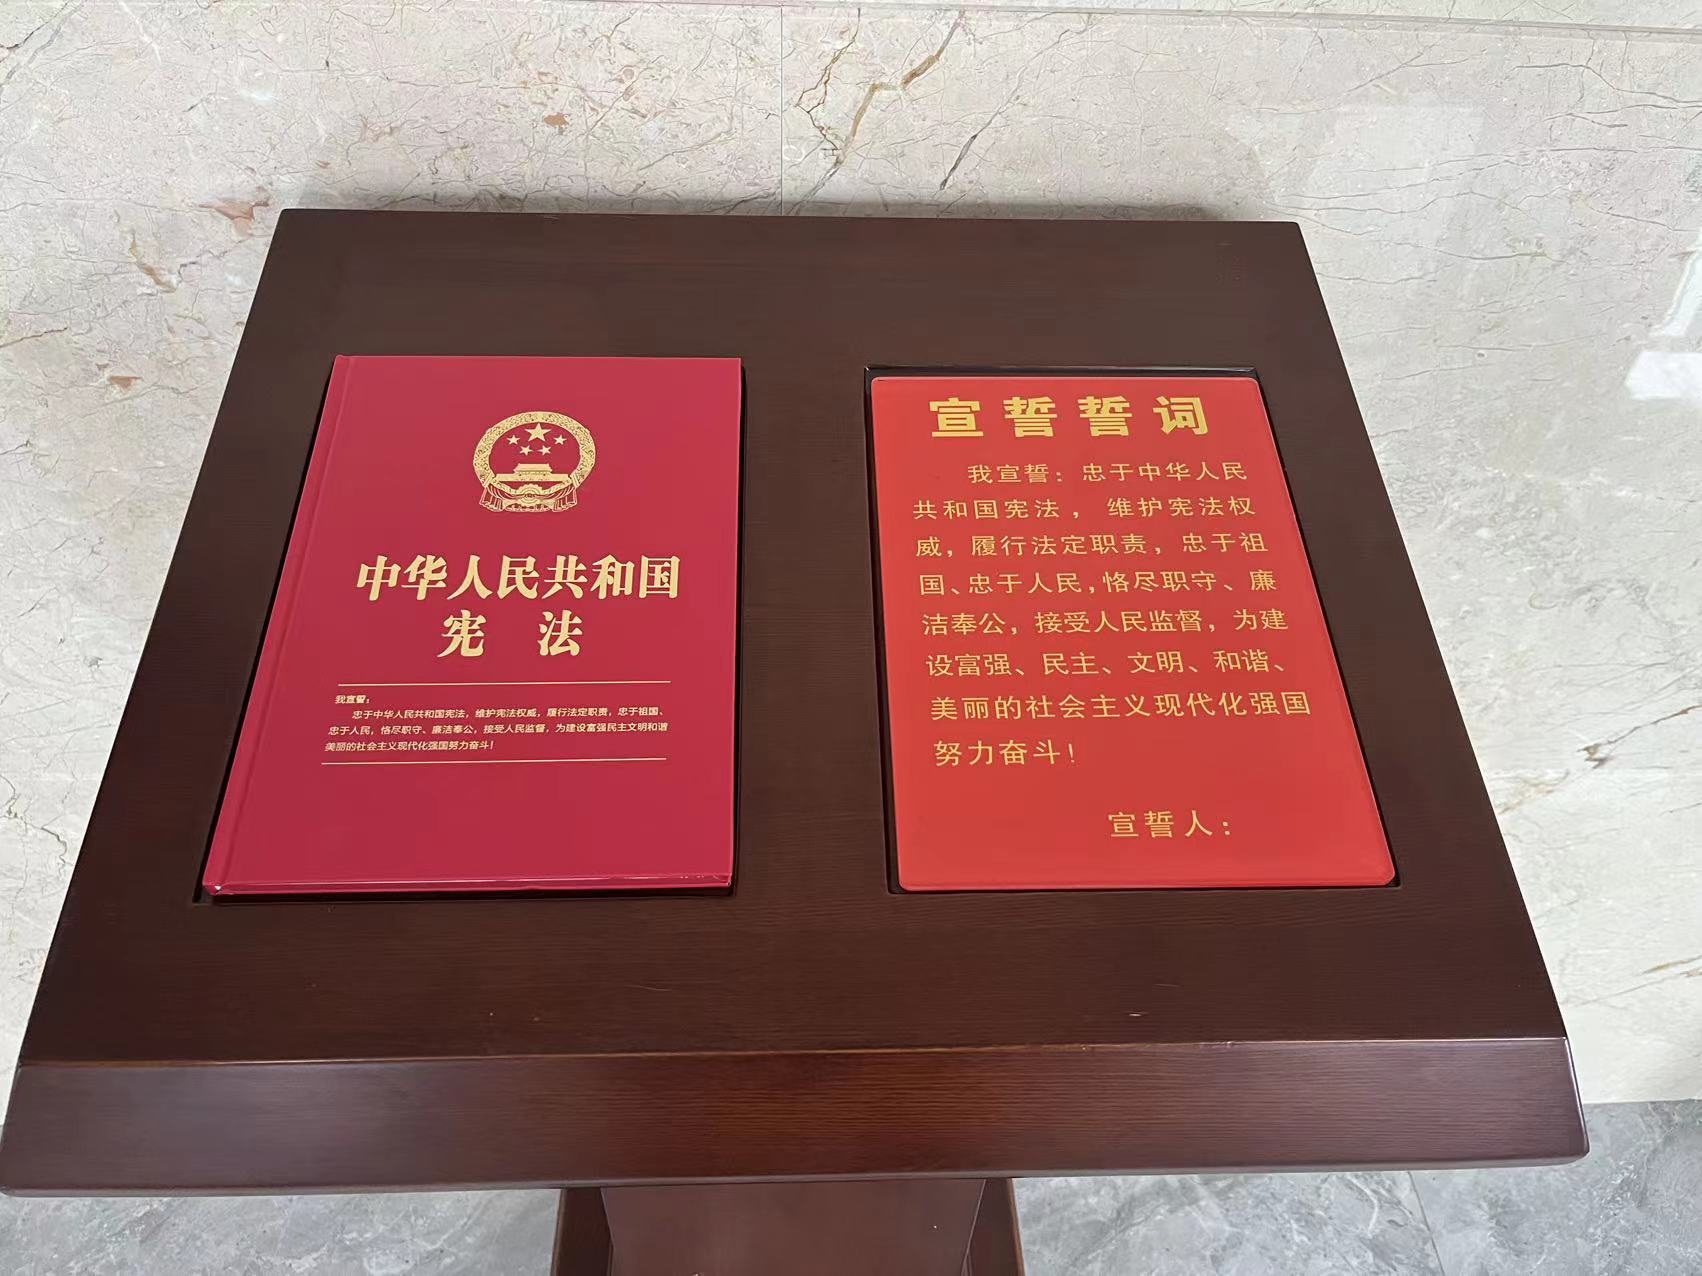 中华人民共和国
宪 法
我宣誓：
忠于中华人民共和国宪法，维护宪法权威，履行法定职责，忠于祖国、
忠于人民，恪尽职守、廉洁奉公，接受人民监督，为建设富强民主文明和谐
美丽的社会主义现代化强国努力奋斗！
宣誓誓词
我宣誓：忠于中华人民
共和国宪法，维护宪法权
威，履行法定职责，忠于祖
国、忠于人民，恪尽职守、廉
洁奉公，接受人民监督，为建
设富强、民主、文明、和谐、
美丽的社会主义现代化强国
努力奋斗！
宣誓人：